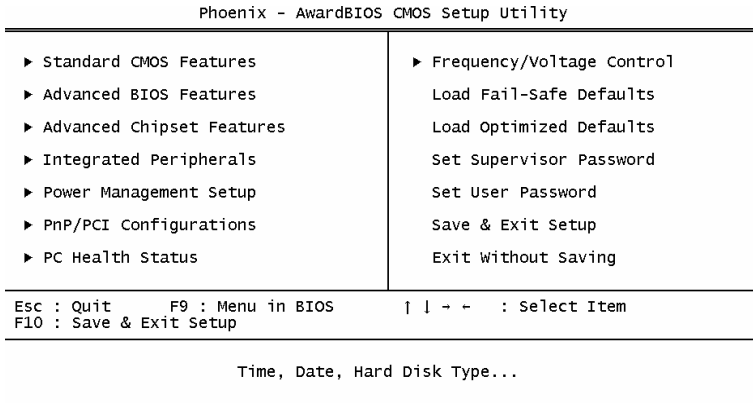 Phoenix - AwardBIOS CMOS Setup Utility
▶ Standard CMOS Features
▶ Advanced BIOS Features
▶ Advanced Chipset Features
▶ Integrated Peripherals
▶ Power Management Setup
▶ PnP/PCI Configurations
▶ PC Health Status
▶ Frequency/Voltage Control
Load Fail-Safe Defaults
Load Optimized Defaults
Set Supervisor Password
Set User Password
Save & Exit Setup
Exit Without Saving
Esc : Quit F9 : Menu in BIOS ↑ ↓ → ← : Select Item
F10 : Save & Exit Setup
Time, Date, Hard Disk Type...